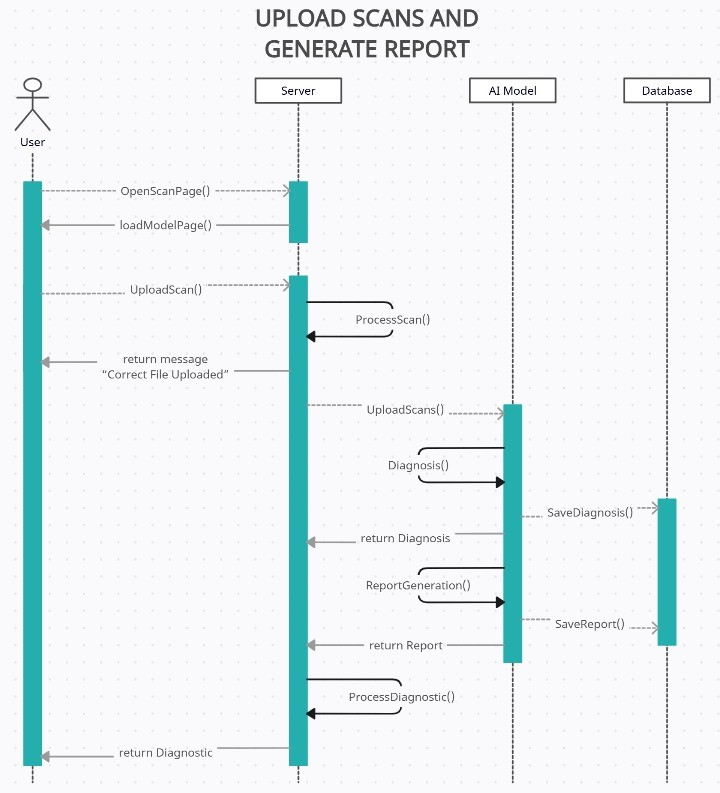 UPLOAD SCANS AND
GENERATE REPORT
Server
AI Model
Database
User
OpenScanPage()
loadModelPage()
UploadScan()
ProcessScan()
return message
“Correct File Uploaded”
UploadScans()
Diagnosis()
SaveDiagnosis()
return Diagnosis
ReportGeneration()
SaveReport()
return Report
ProcessDiagnostic()
return Diagnostic